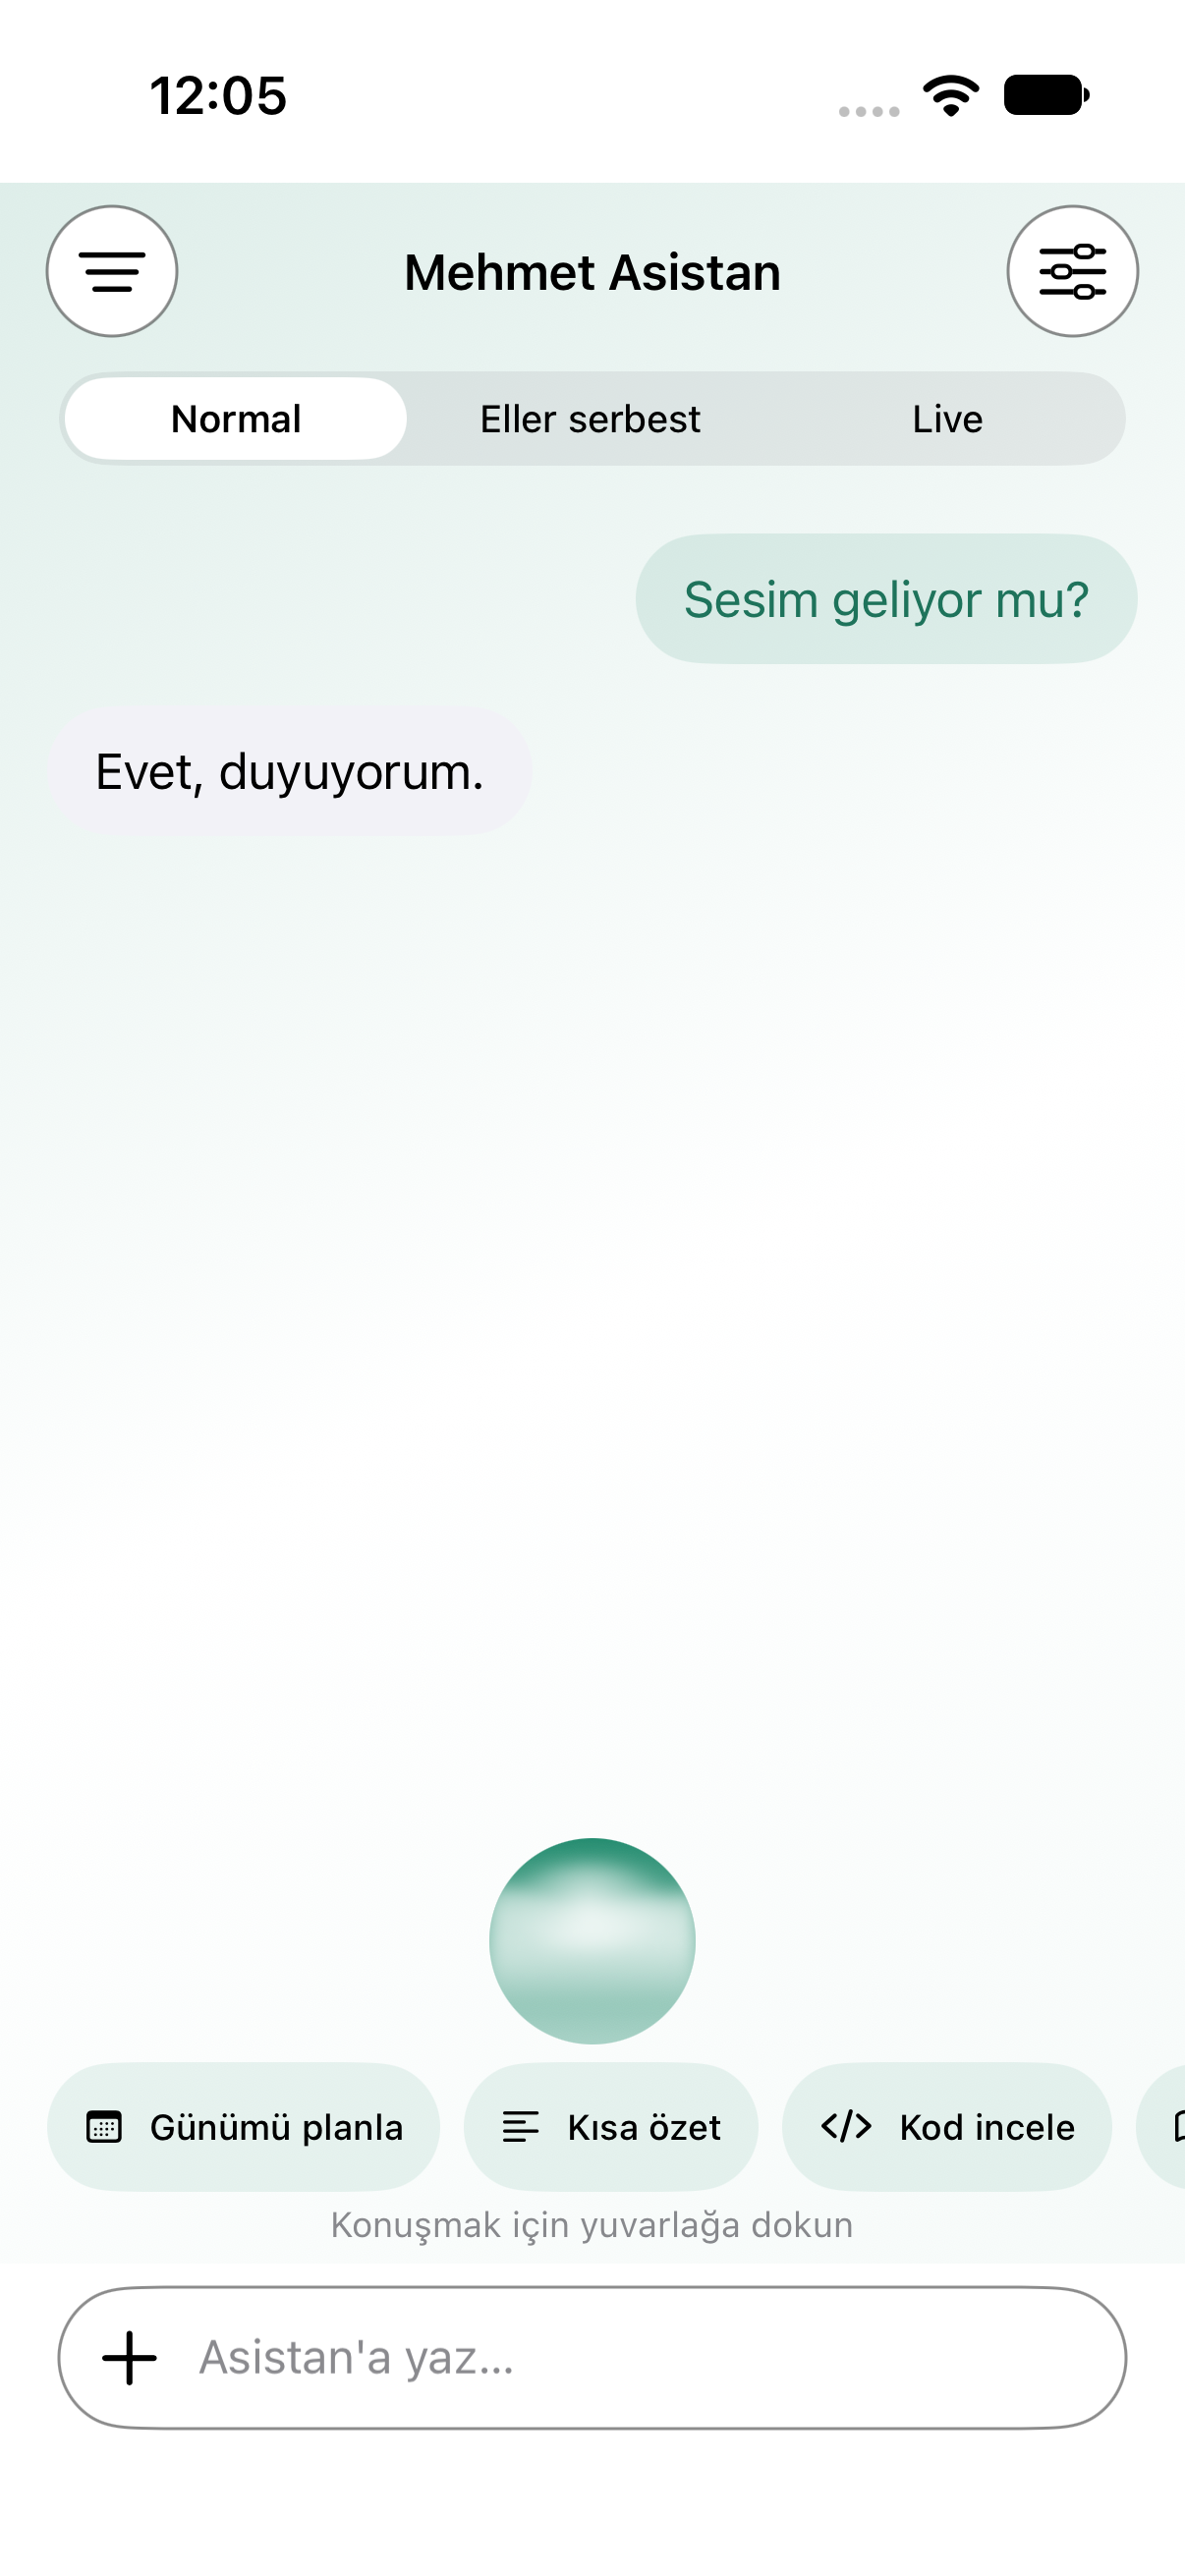 12:05
Mehmet Asistan
Normal
Eller serbest
Live
Sesim geliyor mu?
Evet, duyuyorum.
Günümü planla
Kısa özet
Kod incele
Konuşmak için yuvarlağa dokun
Asistan'a yaz...